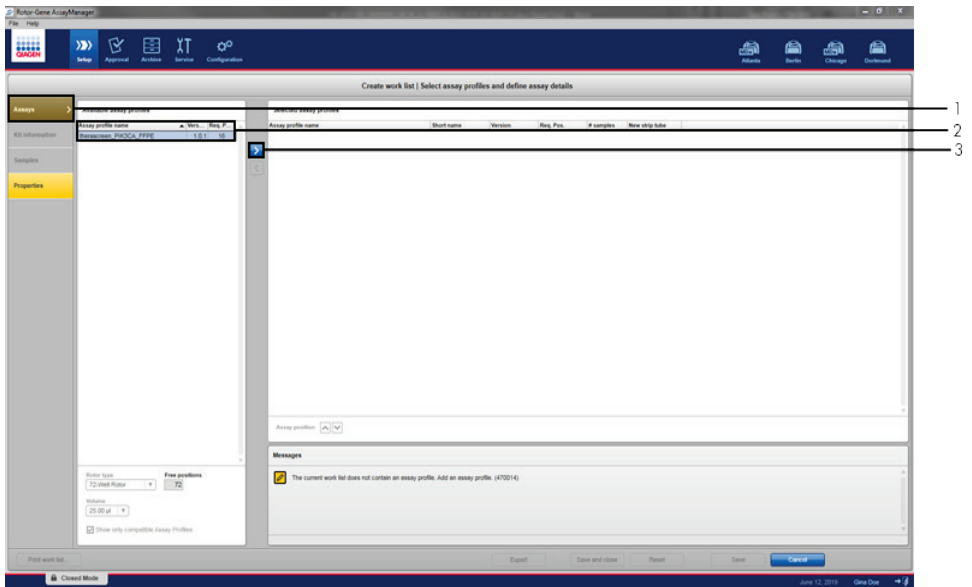 Rotor-Gene AssayManager
File Help
QIAGEN
Setup Approval Archive Service Configuration
Atlanta Berlin Chicago Dortmund
Create work list | Select assay profiles and define assay details
Assays
Kit information
Samples
Properties
Available assay profiles
Assay profile name Vers... Req. P...
therascreen_PIK3CA_FFPE 1.0.1 16
Selected assay profiles
Assay profile name Short name Version Req. Pos. # samples New strip tube
1
2
3
Assay position
Rotor type Free positions
72-Well Rotor 72
Volume
25.00 µl
Show only compatible Assay Profiles
Messages
The current work list does not contain an assay profile. Add an assay profile. (470014)
Print work list... Export Save and close Reset Save Cancel
Closed Mode June 12, 2019 Gina Doe